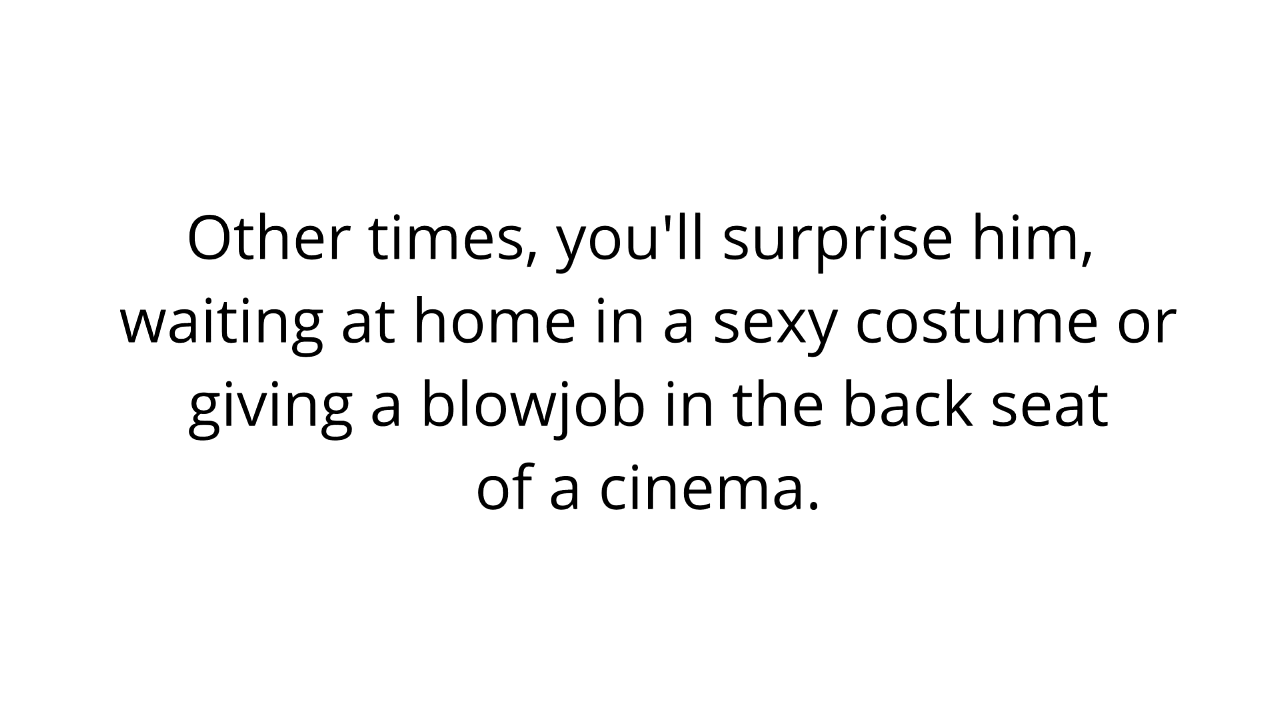 Other times, you'll surprise him,
waiting at home in a sexy costume or
giving a blowjob in the back seat
of a cinema.